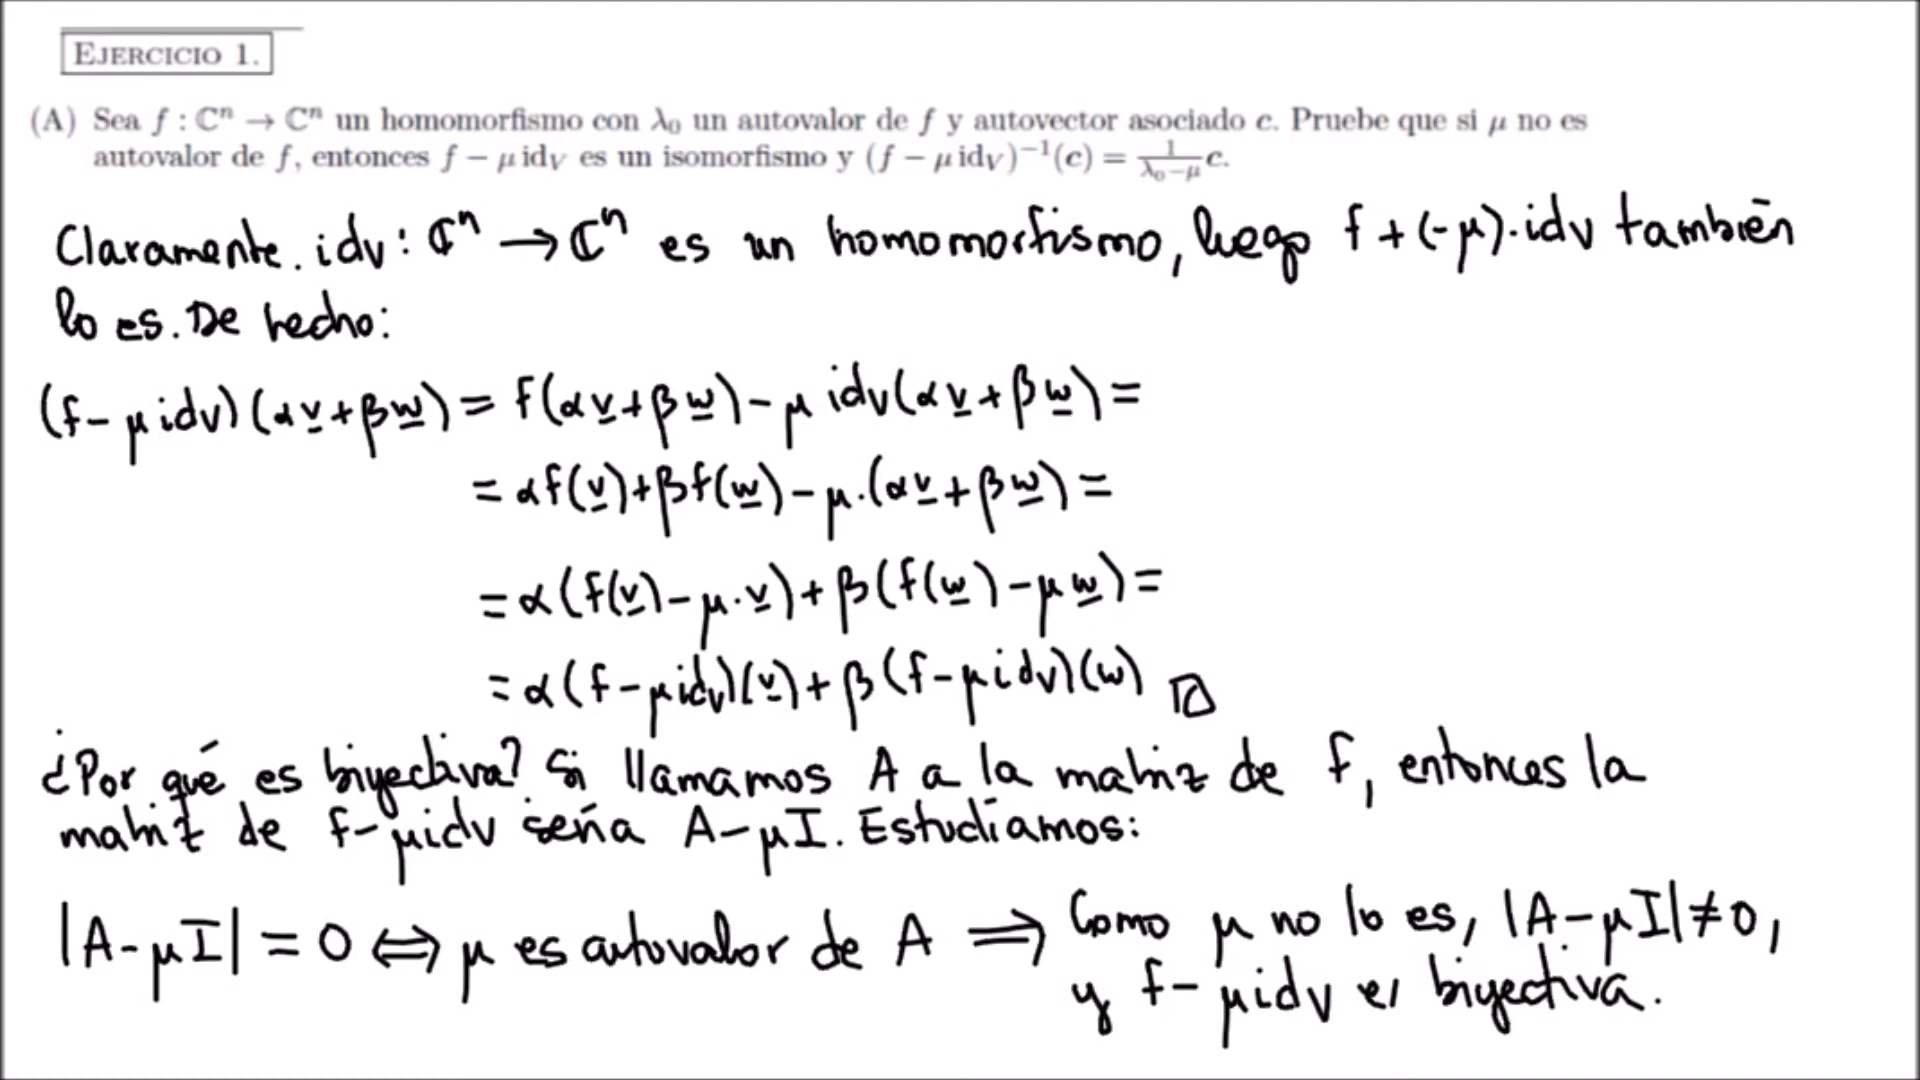 EJERCICIO 1.
(A) Sea f : ℂⁿ → ℂⁿ un homomorfismo con λ₀ un autovalor de f y autovector asociado c. Pruebe que si μ no es
autovalor de f, entonces f − μ id_V es un isomorfismo y (f − μ id_V)⁻¹(c) = 1/(λ₀−μ) c.
Claramente. idv: ℂⁿ → ℂⁿ es un homomorfismo, luego f + (-μ)·idv también
lo es. De hecho:
(f-μ idv)(αv̲+βw̲) = f(αv̲+βw̲) - μ idv(αv̲+βw̲) =
= αf(v̲)+βf(w̲) - μ·(αv̲+βw̲) =
= α(f(v̲)-μ·v̲) + β(f(w̲)-μw̲) =
= α(f-μidv)(v̲) + β(f-μidv)(w) □
¿Por qué es biyectiva? Si llamamos A a la matriz de f, entonces la
matriz de f-μidv sería A-μI. Estudiamos:
|A-μI| = 0 ⟺ μ es autovalor de A ⟹ Como μ no lo es, |A-μI| ≠ 0,
y f-μidv es biyectiva.